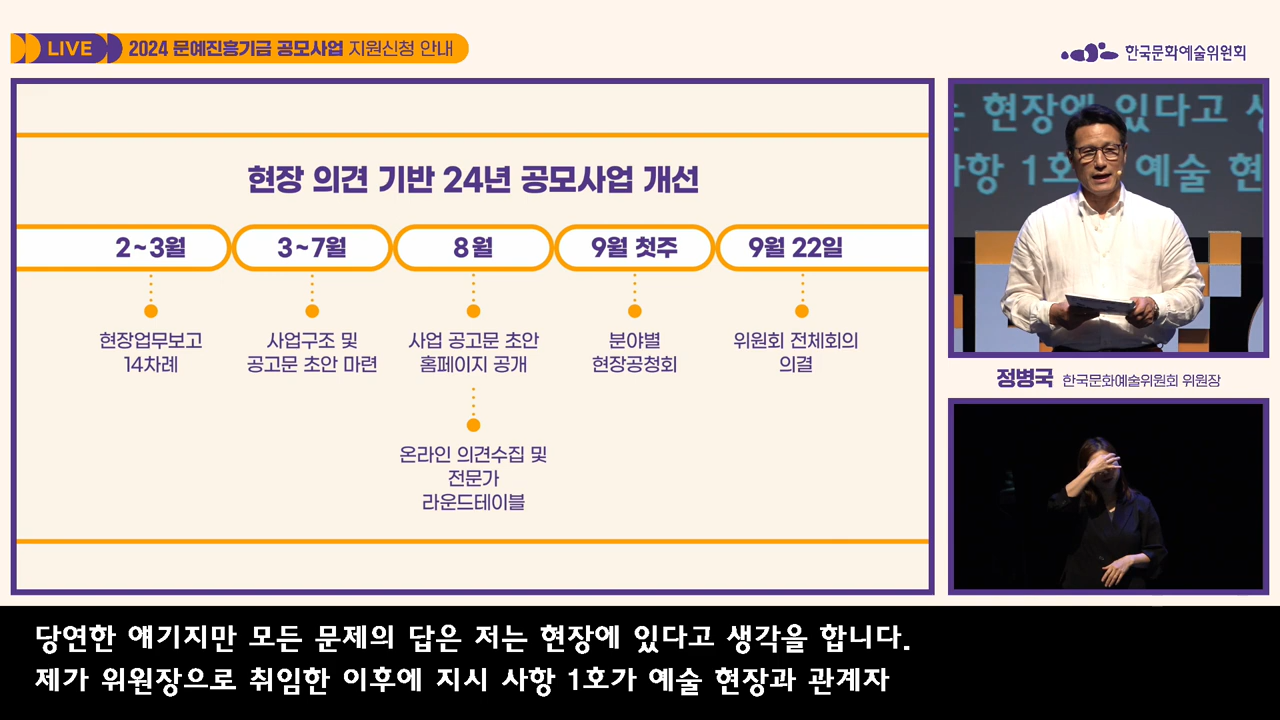 LIVE 2024 문예진흥기금 공모사업 지원신청 안내
한국문화예술위원회
현장 의견 기반 24년 공모사업 개선
2~3월
3~7월
8월
9월 첫주
9월 22일
현장업무보고
14차례
사업구조 및
공고문 초안 마련
사업 공고문 초안
홈페이지 공개
분야별
현장공청회
위원회 전체회의
의결
온라인 의견수집 및
전문가
라운드테이블
는 현장에 있다고
사항 1호 예술 현
정병국 한국문화예술위원회 위원장
당연한 얘기지만 모든 문제의 답은 저는 현장에 있다고 생각을 합니다.
제가 위원장으로 취임한 이후에 지시 사항 1호가 예술 현장과 관계자